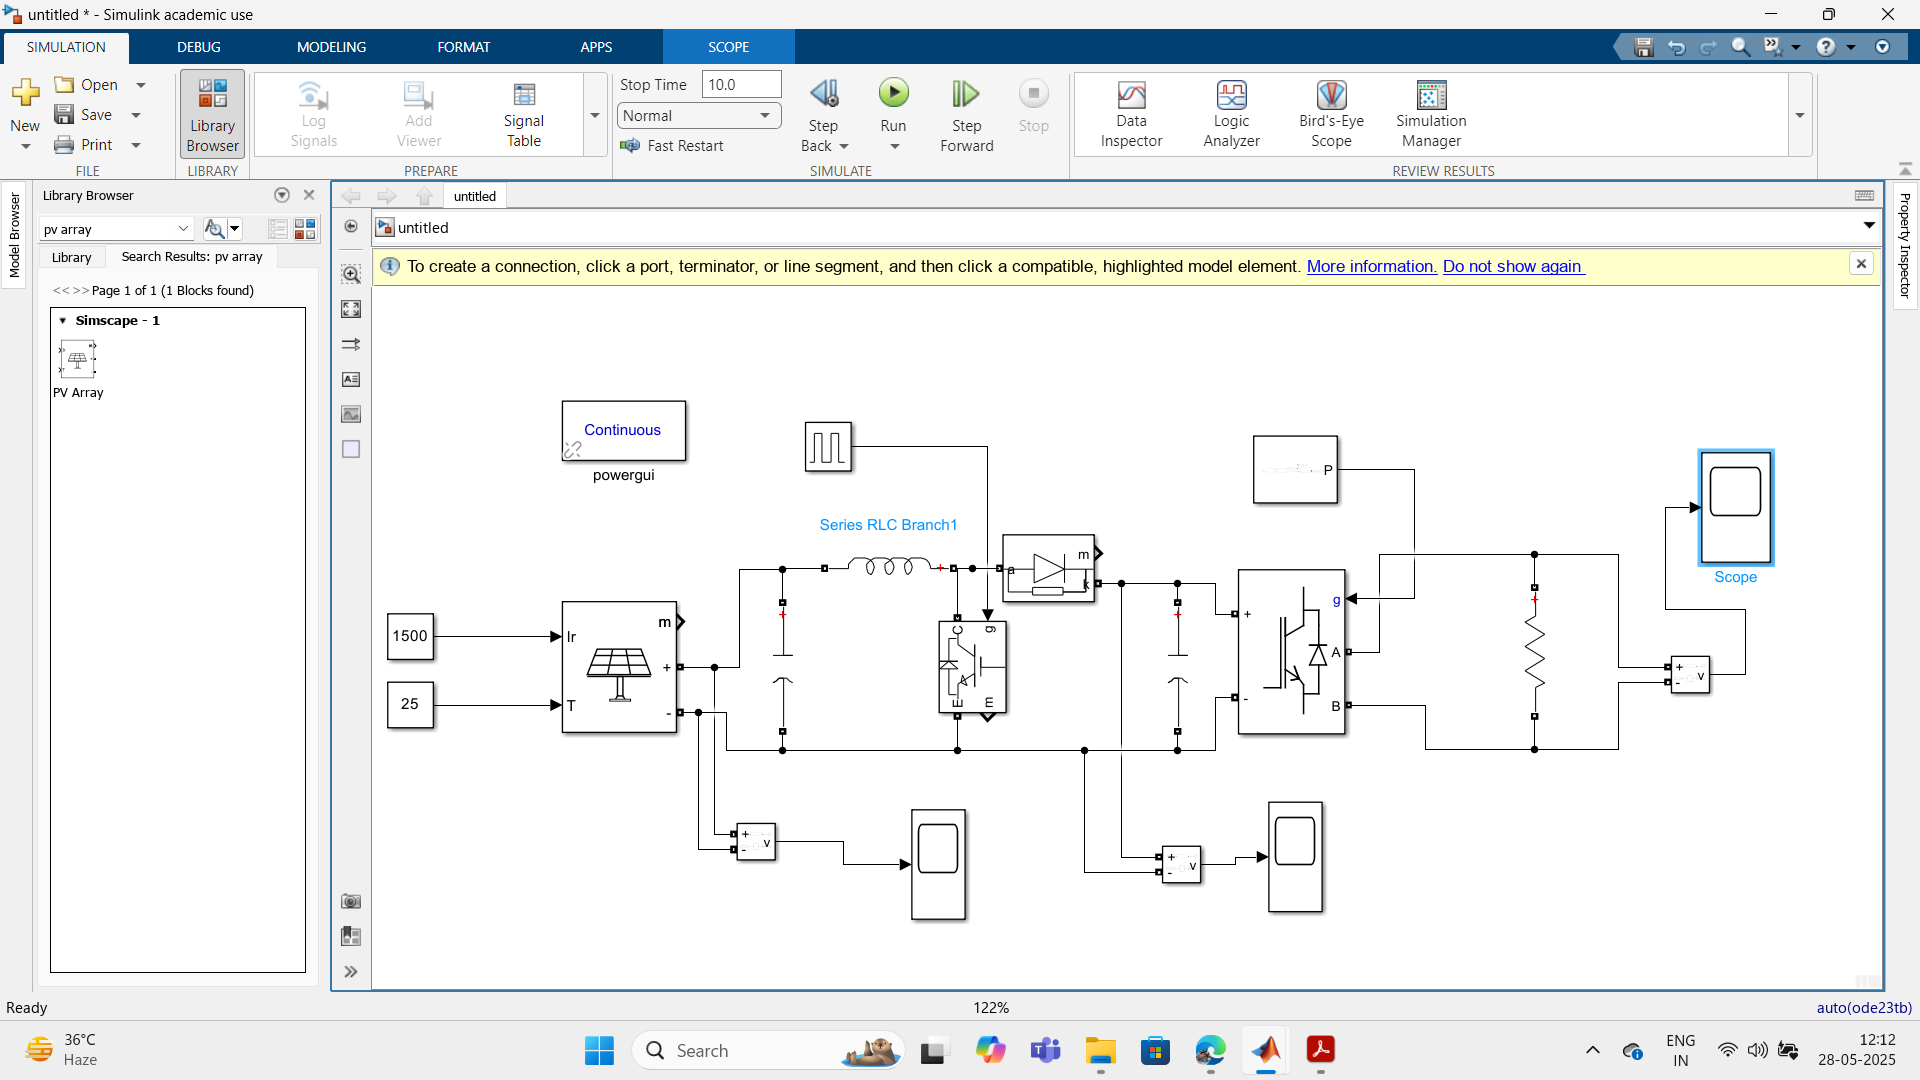 untitled * - Simulink academic use
SIMULATION
DEBUG
MODELING
FORMAT
APPS
SCOPE
New
Open
Save
Print
FILE
Library
Browser
LIBRARY
Log
Signals
Add
Viewer
Signal
Table
PREPARE
Stop Time
10.0
Normal
Fast Restart
Step
Back
Run
Step
Forward
Stop
SIMULATE
Data
Inspector
Logic
Analyzer
Bird's-Eye
Scope
Simulation
Manager
REVIEW RESULTS
Model Browser
Library Browser
pv array
Library
Search Results: pv array
<< >> Page 1 of 1 (1 Blocks found)
Simscape - 1
PV Array
untitled
untitled
To create a connection, click a port, terminator, or line segment, and then click a compatible, highlighted model element. More information. Do not show again
Property Inspector
Continuous
powergui
Series RLC Branch1
1500
25
Ir
T
m
+
-
a
m
k
C
g
E
m
P
g
+
-
A
B
Scope
+
-
v
+
-
v
+
-
v
Ready
122%
auto(ode23tb)
36°C
Haze
Search
ENG
IN
12:12
28-05-2025